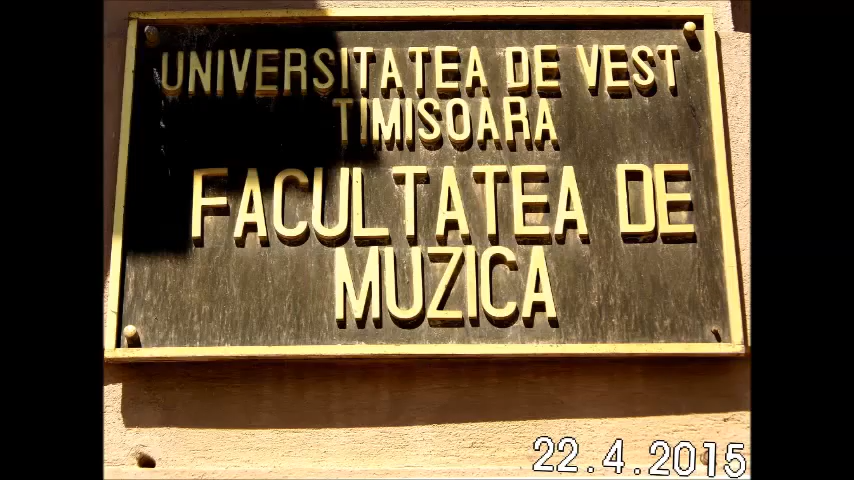 UNIVERSITATEA DE VEST
TIMISOARA
FACULTATEA DE
MUZICA
22.4.2015